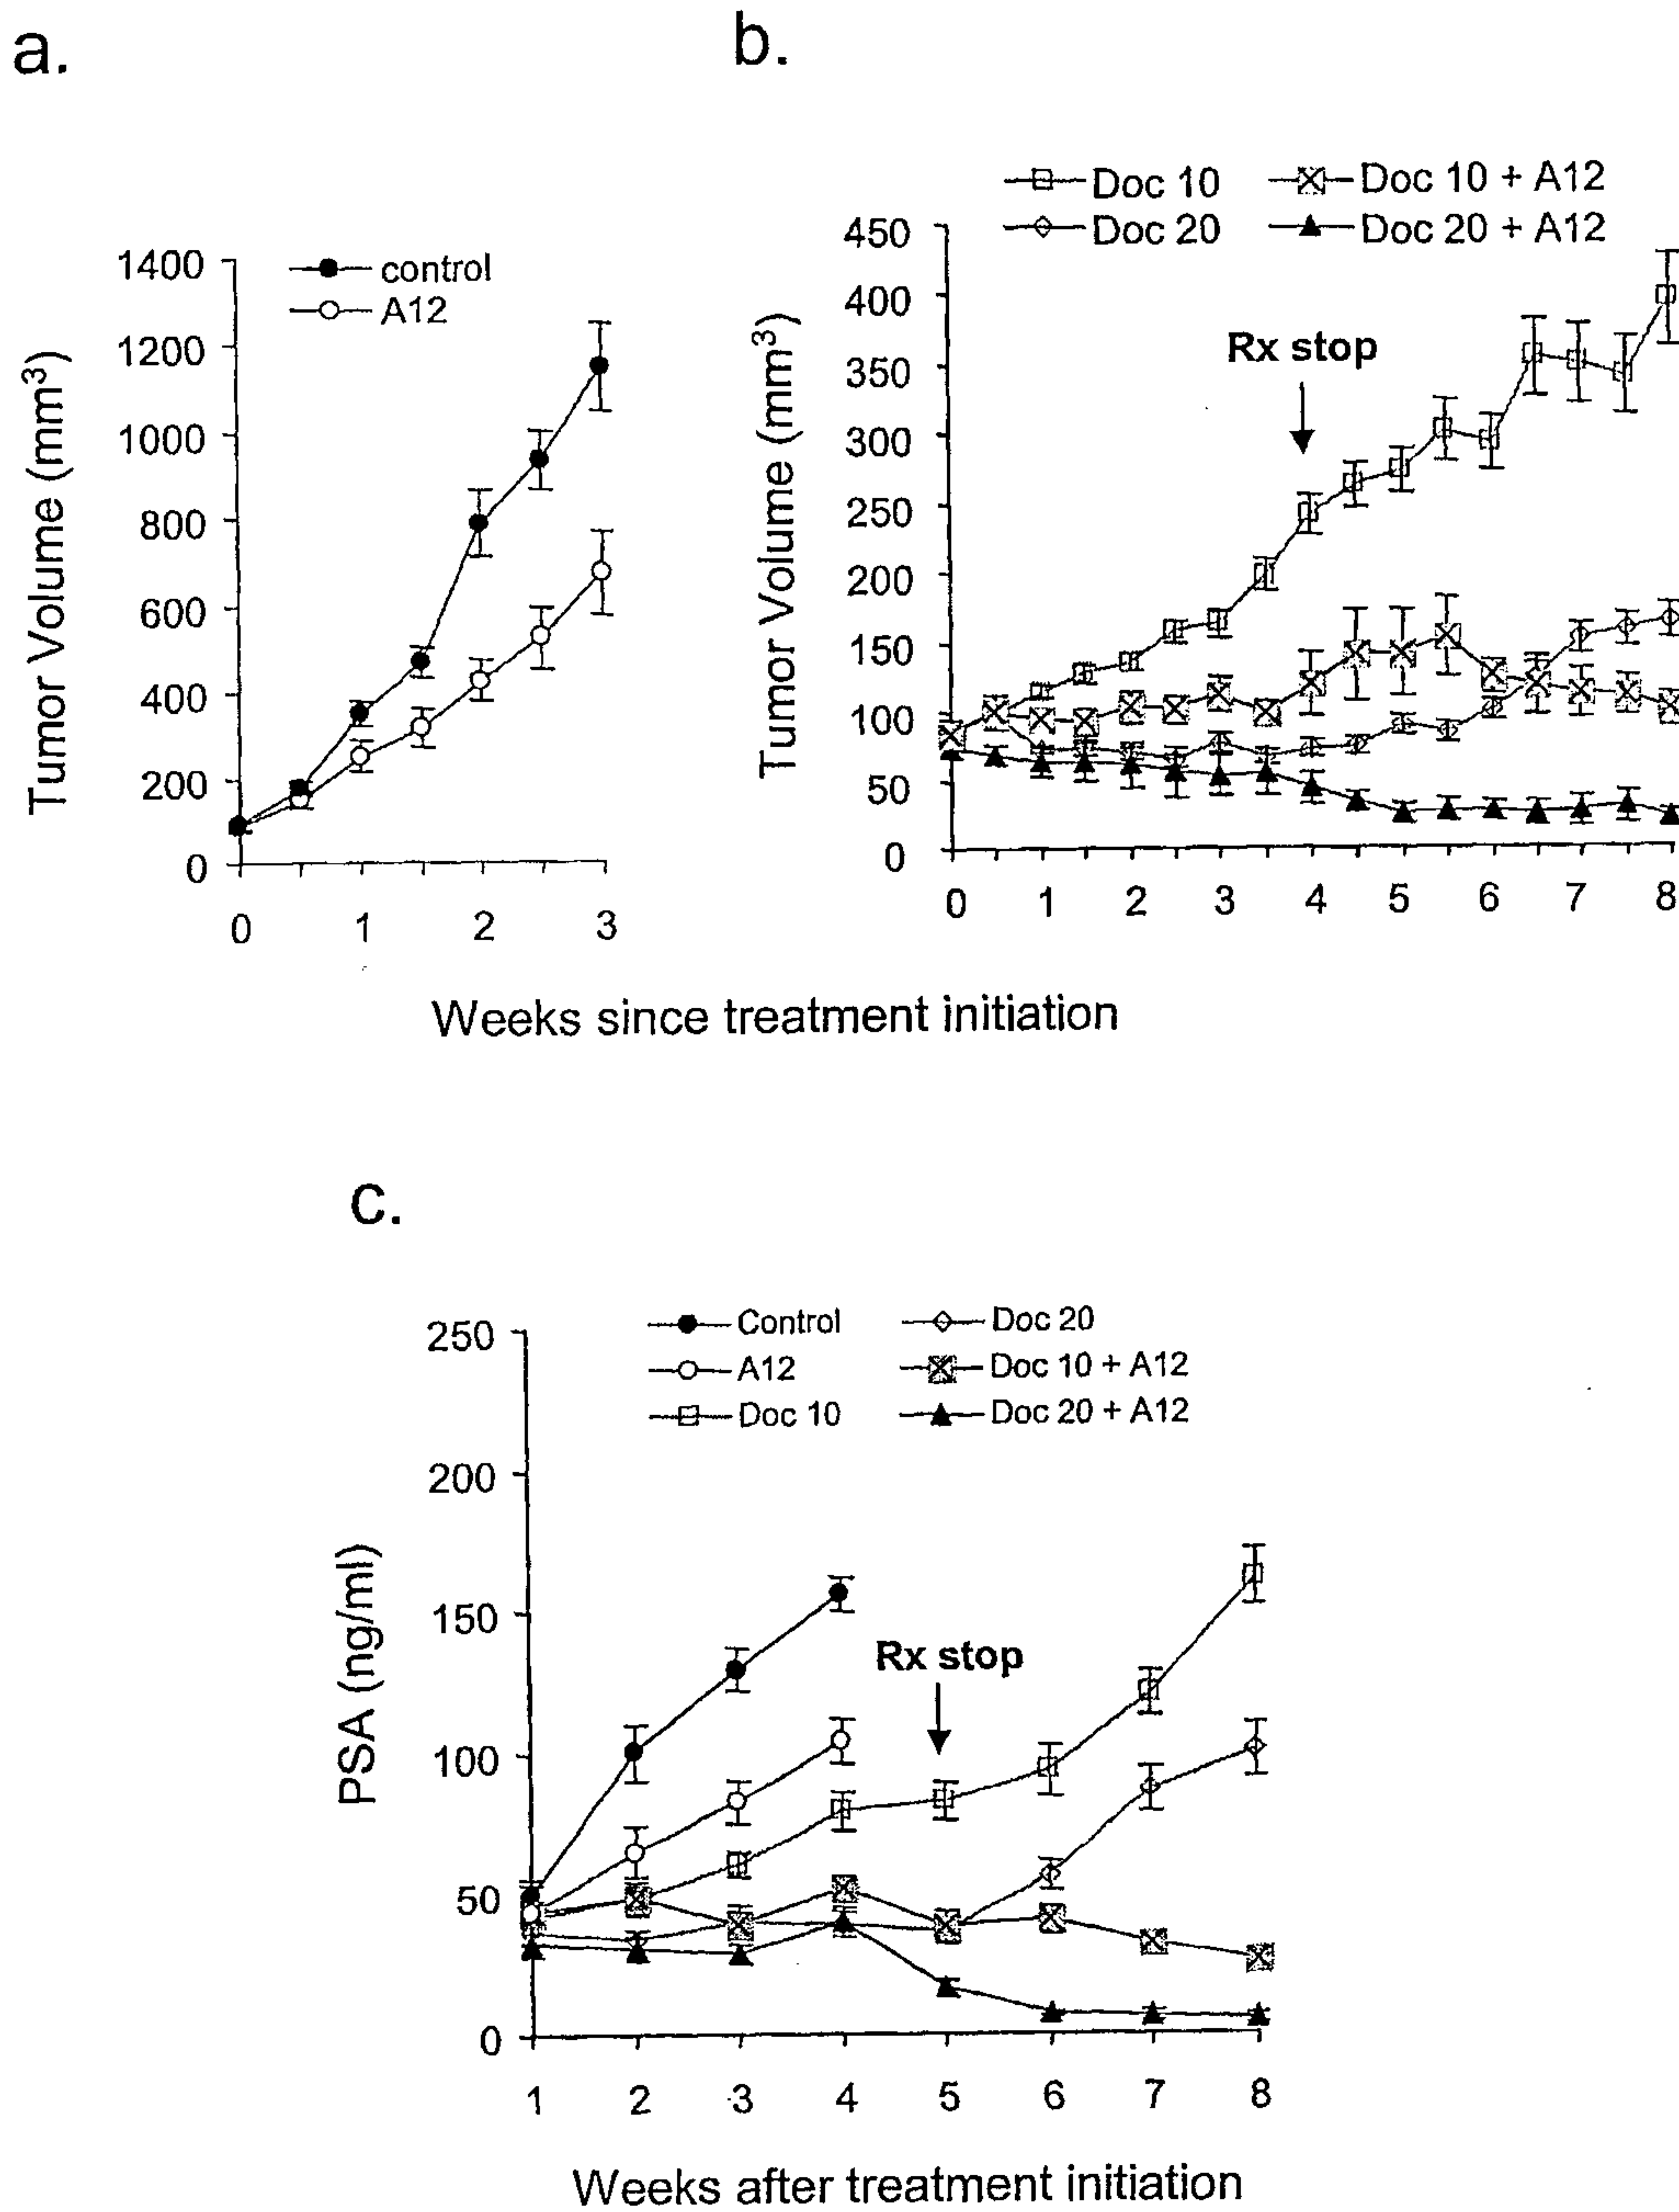 a.
control
A12
1400
1200
1000
800
600
400
200
0
Tumor Volume (mm³)
0 1 2 3
b.
Doc 10 Doc 10 + A12
Doc 20 Doc 20 + A12
450
400
350
300
250
200
150
100
50
0
Tumor Volume (mm³)
Rx stop
0 1 2 3 4 5 6 7 8
Weeks since treatment initiation
c.
Control Doc 20
A12 Doc 10 + A12
Doc 10 Doc 20 + A12
250
200
150
100
50
0
PSA (ng/ml)
Rx stop
1 2 3 4 5 6 7 8
Weeks after treatment initiation